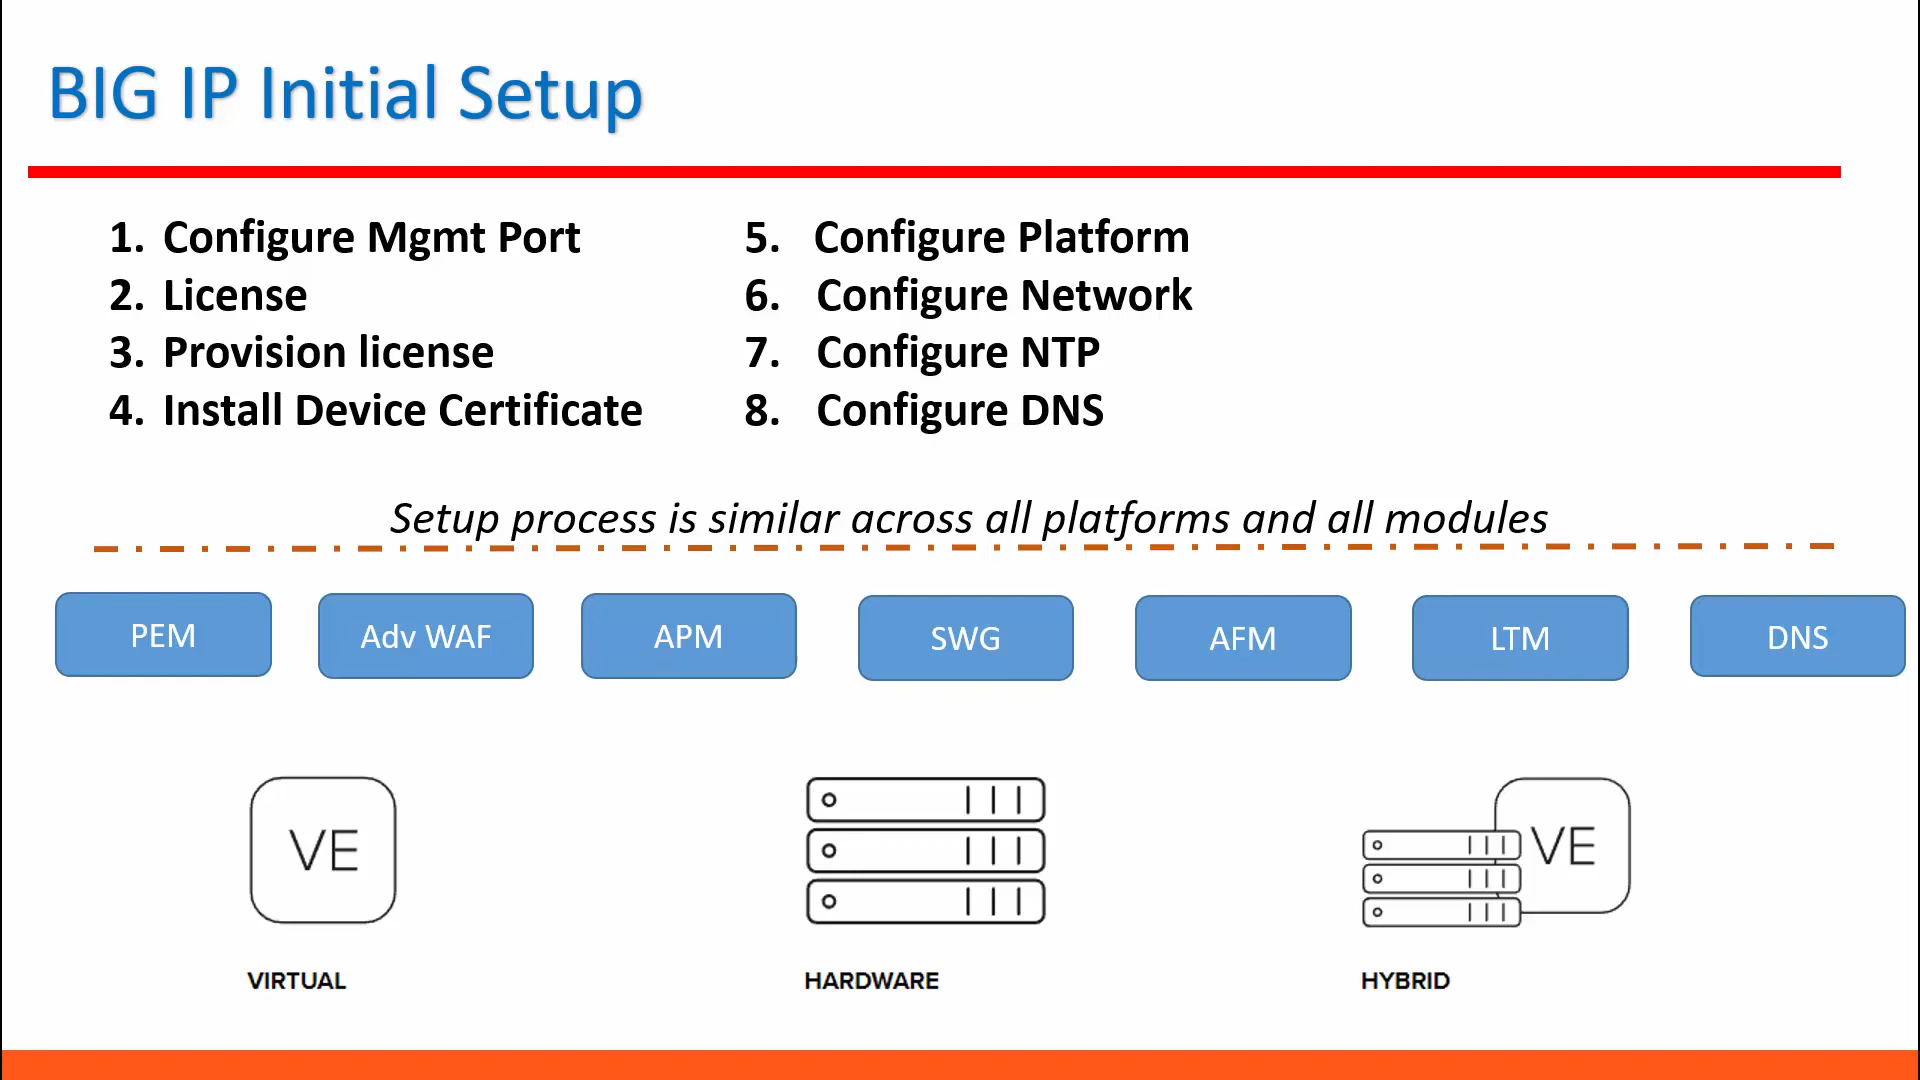 BIG IP Initial Setup
1. Configure Mgmt Port
2. License
3. Provision license
4. Install Device Certificate
5. Configure Platform
6. Configure Network
7. Configure NTP
8. Configure DNS
Setup process is similar across all platforms and all modules
PEM
Adv WAF
APM
SWG
AFM
LTM
DNS
VE
VE
VIRTUAL
HARDWARE
HYBRID